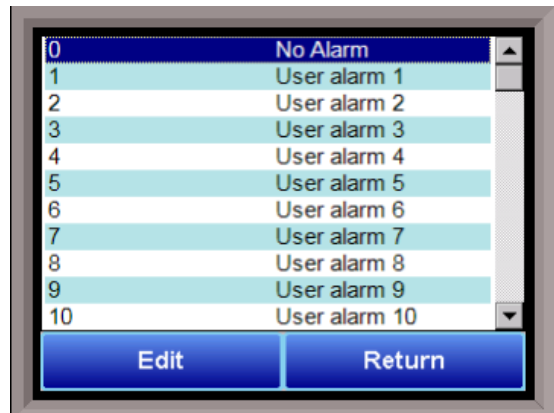 0 No Alarm
1 User alarm 1
2 User alarm 2
3 User alarm 3
4 User alarm 4
5 User alarm 5
6 User alarm 6
7 User alarm 7
8 User alarm 8
9 User alarm 9
10 User alarm 10
Edit Return